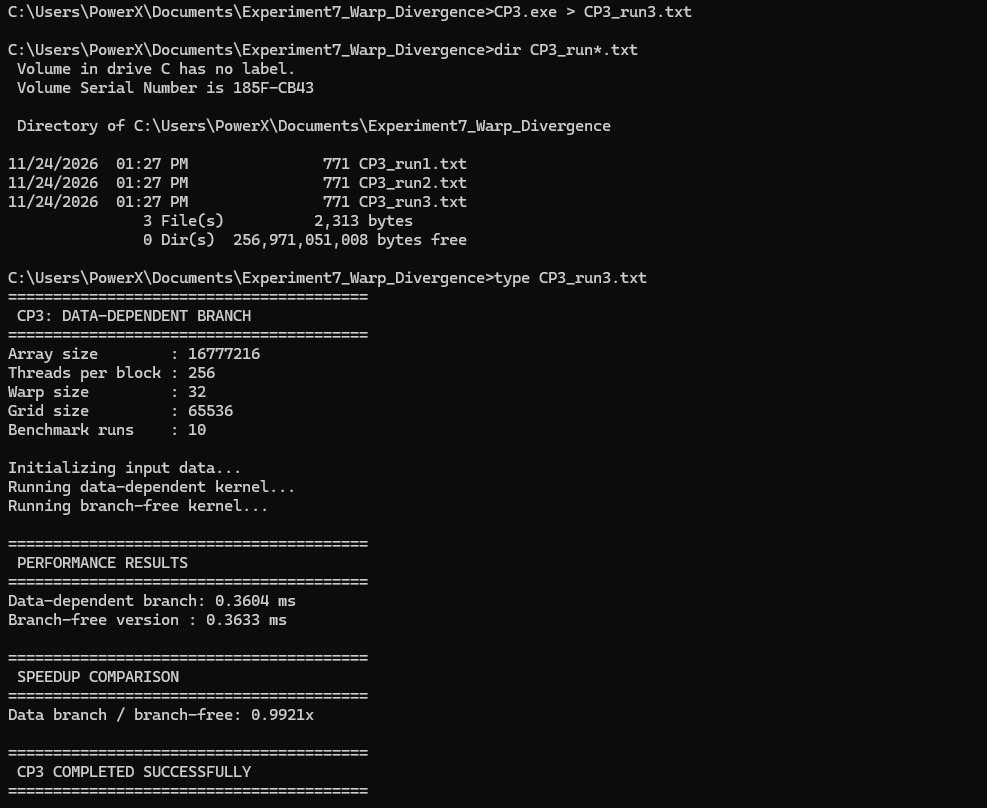 C:\Users\PowerX\Documents\Experiment7_Warp_Divergence>CP3.exe > CP3_run3.txt
C:\Users\PowerX\Documents\Experiment7_Warp_Divergence>dir CP3_run*.txt
 Volume in drive C has no label.
 Volume Serial Number is 185F-CB43
 Directory of C:\Users\PowerX\Documents\Experiment7_Warp_Divergence
11/24/2026  01:27 PM               771 CP3_run1.txt
11/24/2026  01:27 PM               771 CP3_run2.txt
11/24/2026  01:27 PM               771 CP3_run3.txt
               3 File(s)          2,313 bytes
               0 Dir(s)  256,971,051,008 bytes free
C:\Users\PowerX\Documents\Experiment7_Warp_Divergence>type CP3_run3.txt
========================================
 CP3: DATA-DEPENDENT BRANCH
========================================
Array size        : 16777216
Threads per block : 256
Warp size         : 32
Grid size         : 65536
Benchmark runs    : 10
Initializing input data...
Running data-dependent kernel...
Running branch-free kernel...
========================================
 PERFORMANCE RESULTS
========================================
Data-dependent branch: 0.3604 ms
Branch-free version : 0.3633 ms
========================================
 SPEEDUP COMPARISON
========================================
Data branch / branch-free: 0.9921x
========================================
 CP3 COMPLETED SUCCESSFULLY
========================================